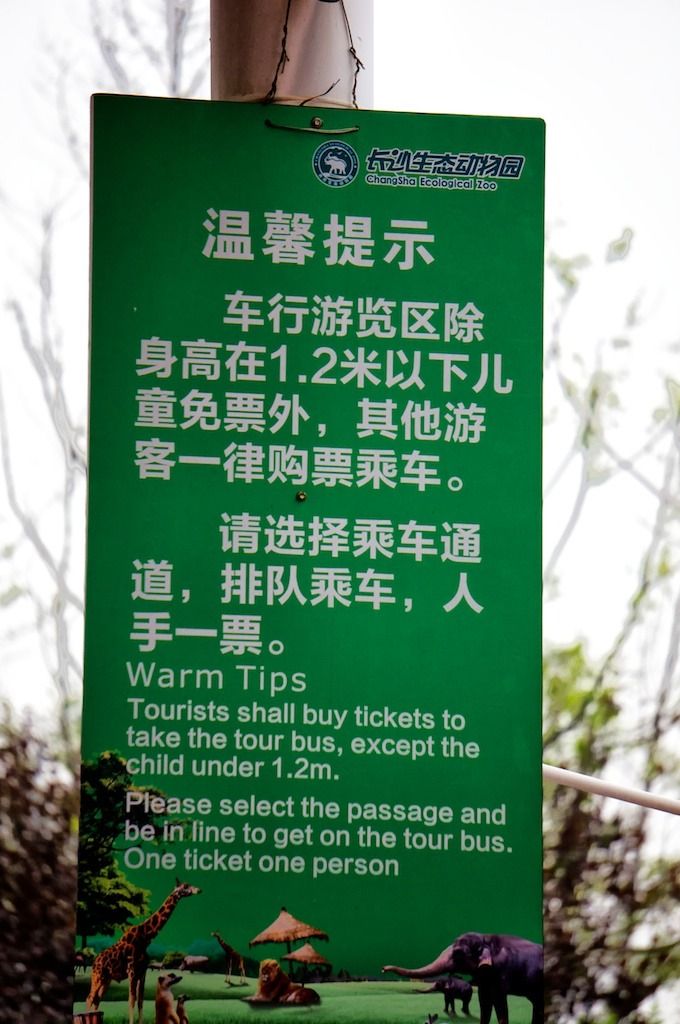 长沙生态动物园
ChangSha Ecological Zoo
温馨提示
车行游览区除
身高在1.2米以下儿
童免票外，其他游
客一律购票乘车。
请选择乘车通
道，排队乘车，人
手一票。
Warm Tips
Tourists shall buy tickets to
take the tour bus, except the
child under 1.2m.
Please select the passage and
be in line to get on the tour bus.
One ticket one person